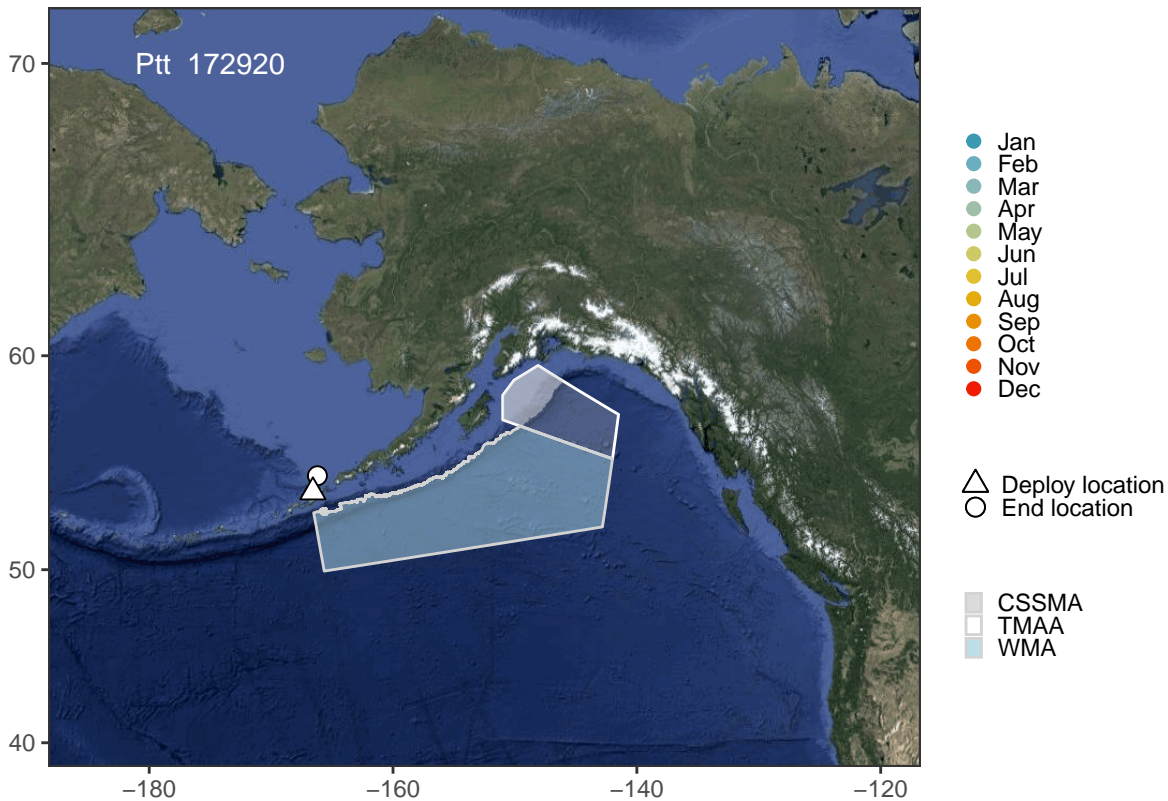 Ptt 172920
70
60
50
40
−180
−160
−140
−120
Jan
Feb
Mar
Apr
May
Jun
Jul
Aug
Sep
Oct
Nov
Dec
Deploy location
End location
CSSMA
TMAA
WMA